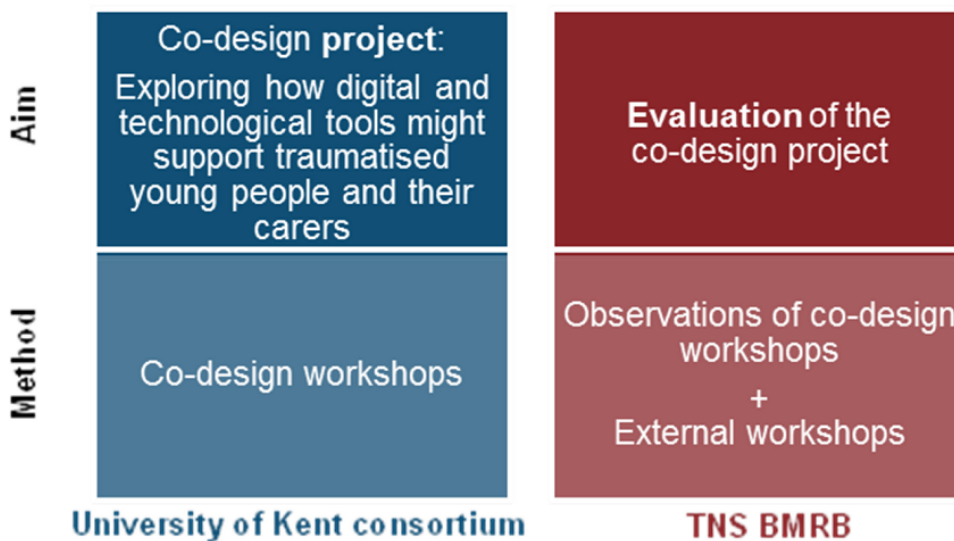 Aim
Co-design project:
Exploring how digital and
technological tools might
support traumatised
young people and their
carers
Evaluation of the
co-design project
Method
Co-design workshops
Observations of co-design
workshops
+
External workshops
University of Kent consortium
TNS BMRB